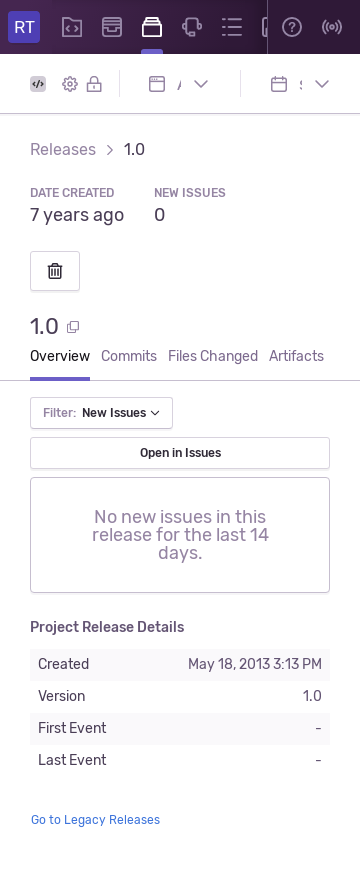 RT
Releases > 1.0
DATE CREATED NEW ISSUES
7 years ago 0
1.0
Overview Commits Files Changed Artifacts
Filter: New Issues
Open in Issues
No new issues in this
release for the last 14
days.
Project Release Details
Created May 18, 2013 3:13 PM
Version 1.0
First Event -
Last Event -
Go to Legacy Releases